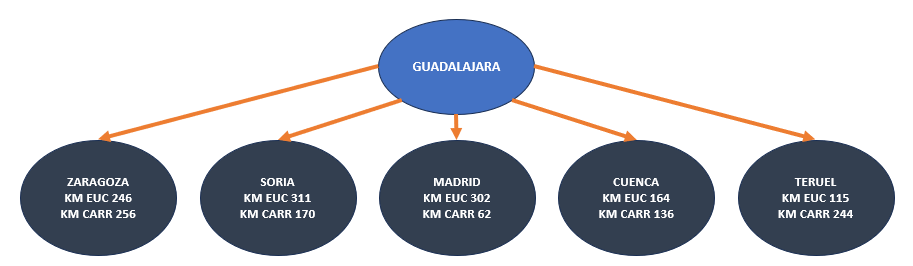 GUADALAJARA
ZARAGOZA
KM EUC 246
KM CARR 256
SORIA
KM EUC 311
KM CARR 170
MADRID
KM EUC 302
KM CARR 62
CUENCA
KM EUC 164
KM CARR 136
TERUEL
KM EUC 115
KM CARR 244